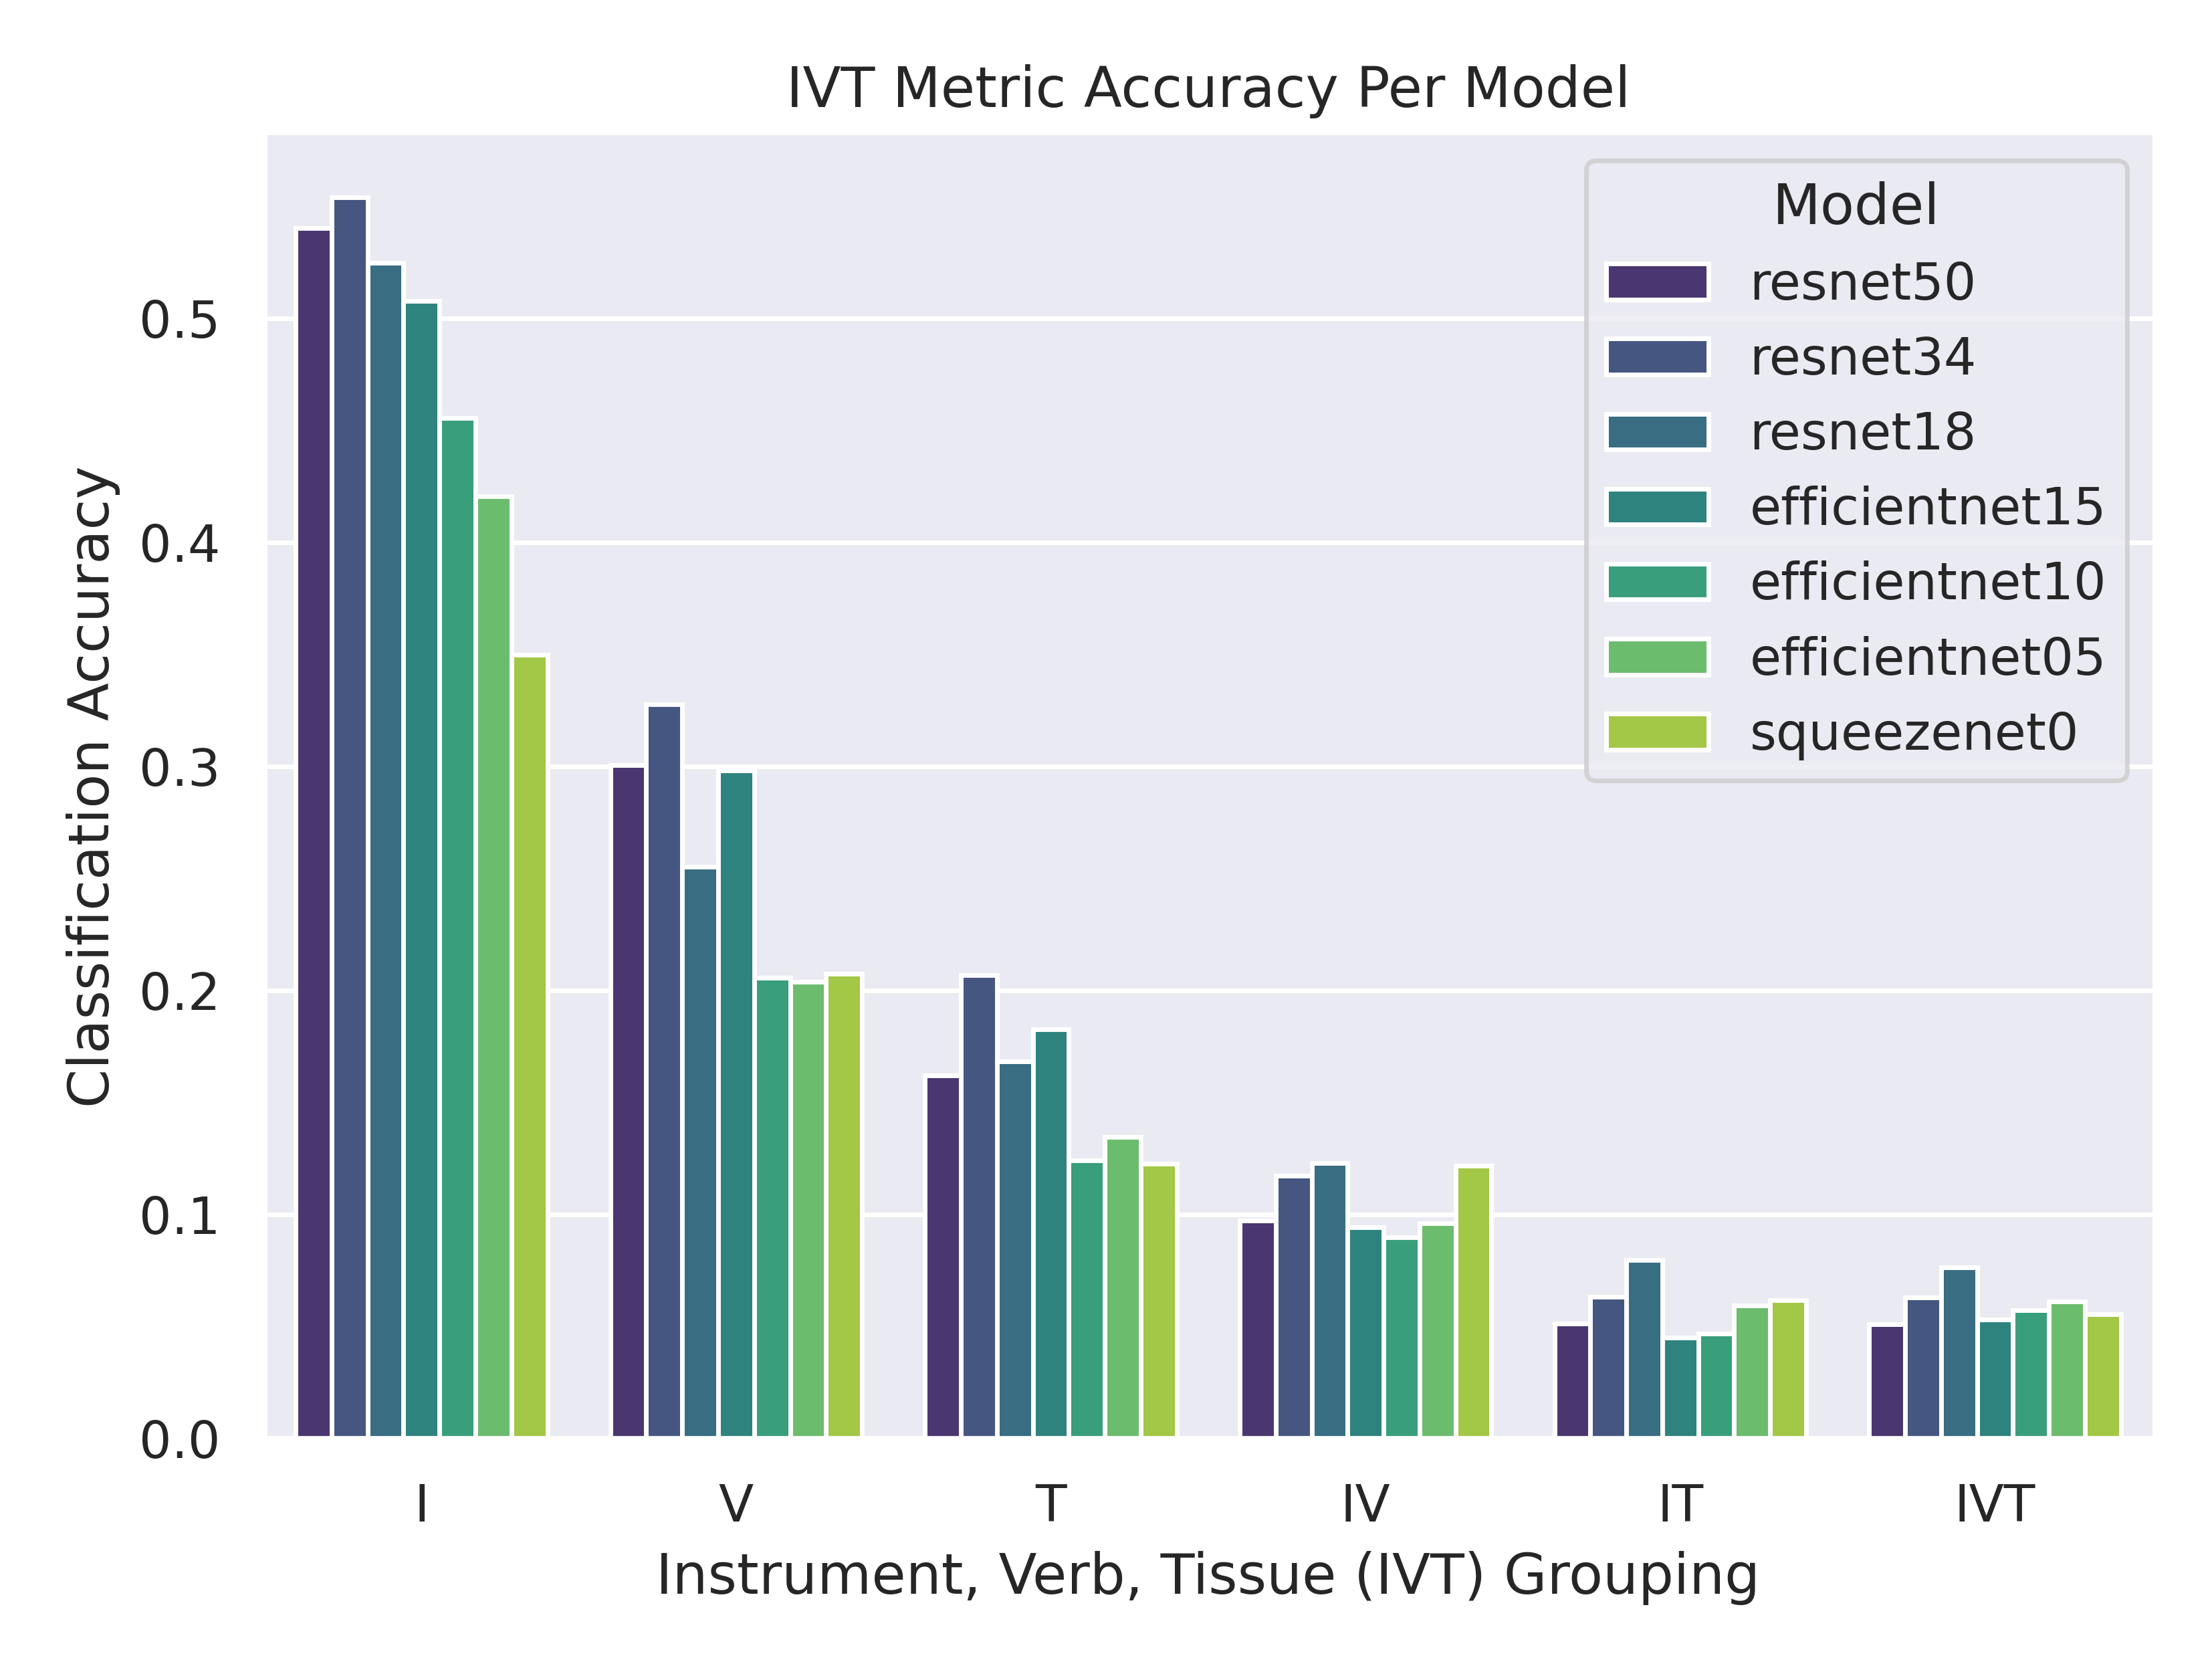 IVT Metric Accuracy Per Model
Model
resnet50
resnet34
resnet18
efficientnet15
efficientnet10
efficientnet05
squeezenet0
Classification Accuracy
0.5
0.4
0.3
0.2
0.1
0.0
I V T IV IT IVT
Instrument, Verb, Tissue (IVT) Grouping